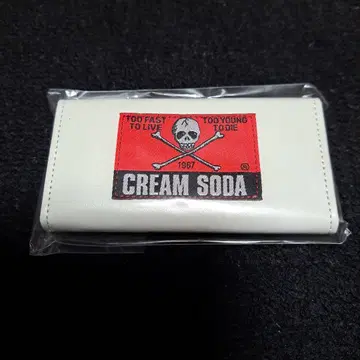 TOO FAST TOO YOUNG
TO LIVE TO DIE
1967
®
CREAM SODA